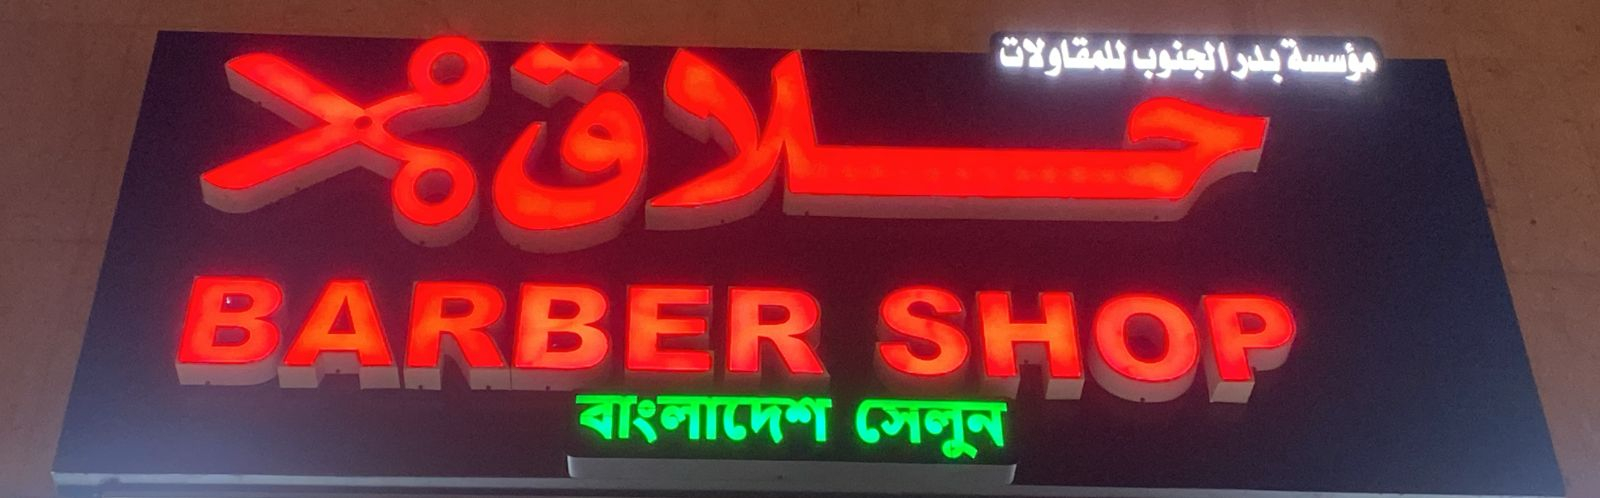 مؤسسة بدر الجنوب للمقاولات
حلاق
BARBER SHOP
বাংলাদেশ সেলুন